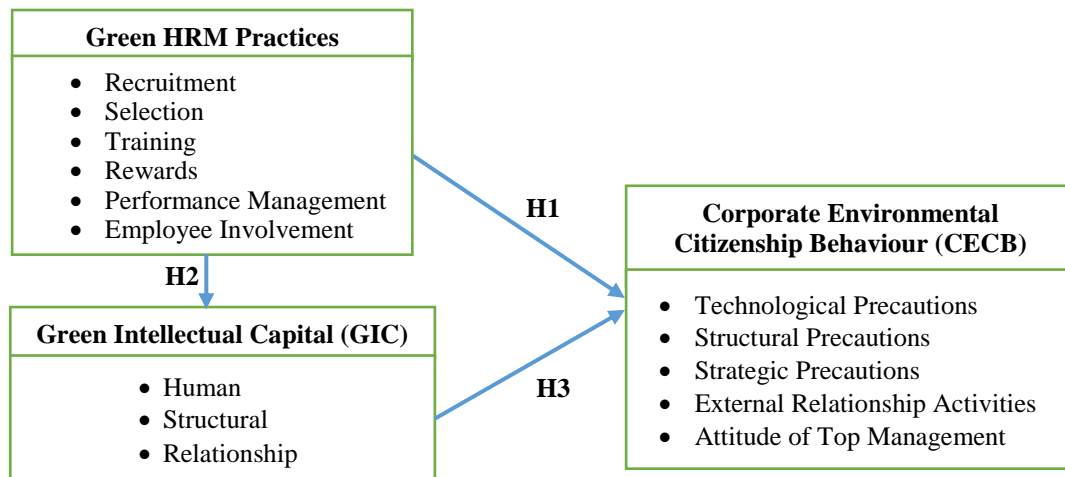 Green HRM Practices
• Recruitment
• Selection
• Training
• Rewards
• Performance Management
• Employee Involvement
H1
H2
Green Intellectual Capital (GIC)
• Human
• Structural
• Relationship
H3
Corporate Environmental
Citizenship Behaviour (CECB)
• Technological Precautions
• Structural Precautions
• Strategic Precautions
• External Relationship Activities
• Attitude of Top Management